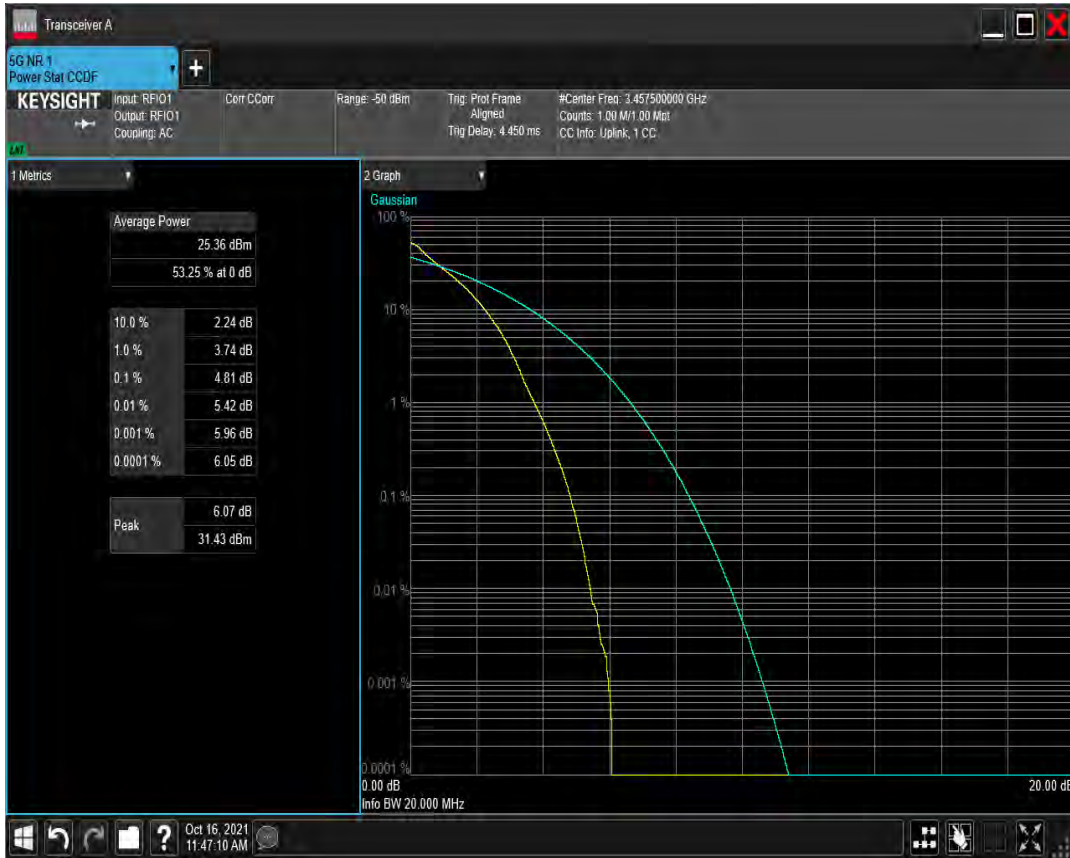 Transceiver A
5G NR 1
Power Stat CCDF
+
KEYSIGHT
Input: RFIO1
Output: RFIO1
Coupling: AC
Corr CCorr
Range: -50 dBm
Trig: Prot Frame
Aligned
Trig Delay: 4.450 ms
#Center Freq: 3.457500000 GHz
Counts: 1.00 M/1.00 Mpt
CC Info: Uplink, 1 CC
LXI
1 Metrics
Average Power
25.36 dBm
53.25 % at 0 dB
10.0 % 2.24 dB
1.0 % 3.74 dB
0.1 % 4.81 dB
0.01 % 5.42 dB
0.001 % 5.96 dB
0.0001 % 6.05 dB
Peak
6.07 dB
31.43 dBm
2 Graph
Gaussian
100 %
10 %
1 %
0.1 %
0.01 %
0.001 %
0.0001 %
0.00 dB 20.00 dB
Info BW 20.000 MHz
?
Oct 16, 2021
11:47:10 AM